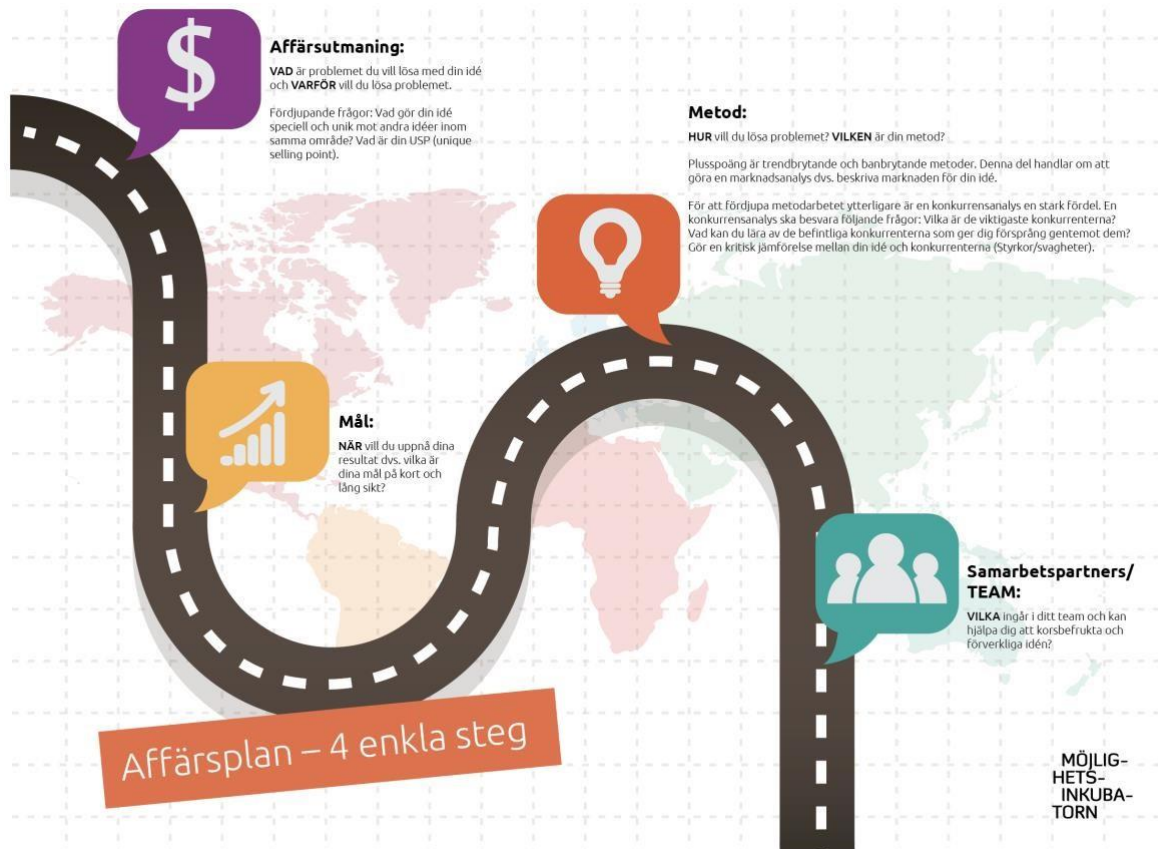 $
Affärsutmaning:
VAD är problemet du vill lösa med din idé
och VARFÖR vill du lösa problemet.
Fördjupande frågor: Vad gör din idé
speciell och unik mot andra idéer inom
samma område? Vad är din USP (unique
selling point).
Metod:
HUR vill du lösa problemet? VILKEN är din metod?
Plusspoäng är trendbrytande och banbrytande metoder. Denna del handlar om att
göra en marknadsanalys dvs. beskriva marknaden för din idé.
För att fördjupa metodarbetet ytterligare är en konkurrensanalys en stark fördel. En
konkurrensanalys ska besvara följande frågor: Vilka är de viktigaste konkurrenterna?
Vad kan du lära av de befintliga konkurrenterna som ger dig försprång gentemot dem?
Gör en kritisk jämförelse mellan din idé och konkurrenterna (Styrkor/svagheter).
Mål:
NÄR vill du uppnå dina
resultat dvs. vilka är
dina mål på kort och
lång sikt?
Samarbetspartners/
TEAM:
VILKA ingår i ditt team och kan
hjälpa dig att korsbefrukta och
förverkliga idén?
Affärsplan – 4 enkla steg
MÖJLIG-
HETS-
INKUBA-
TORN